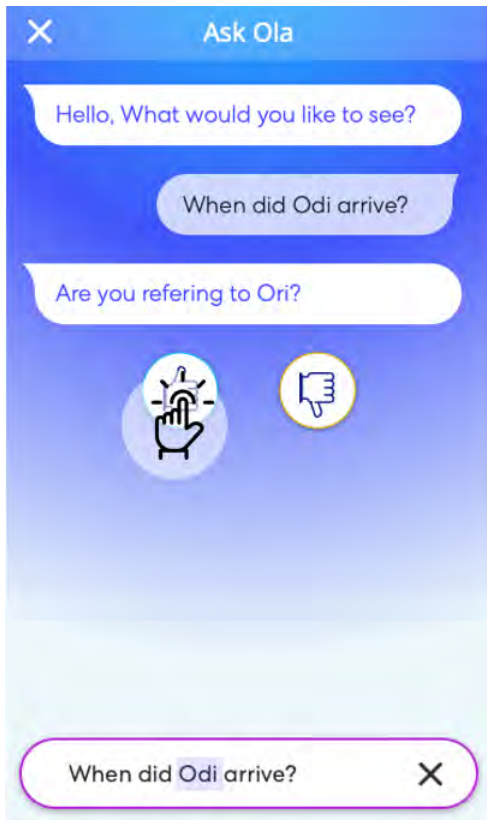 Ask Ola
Hello, What would you like to see?
When did Odi arrive?
Are you refering to Ori?
When did Odi arrive?